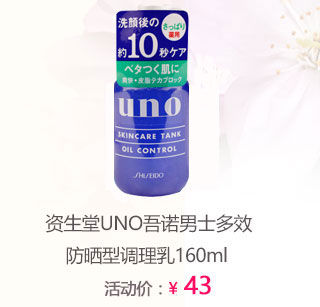 洗顔後の
さっぱり
薬用
約10秒ケア
ベタつく肌に
uno
SKINCARE TANK
OIL CONTROL
SHISEIDO
资生堂UNO吾诺男士多效
防晒型调理乳160ml
活动价：¥ 43